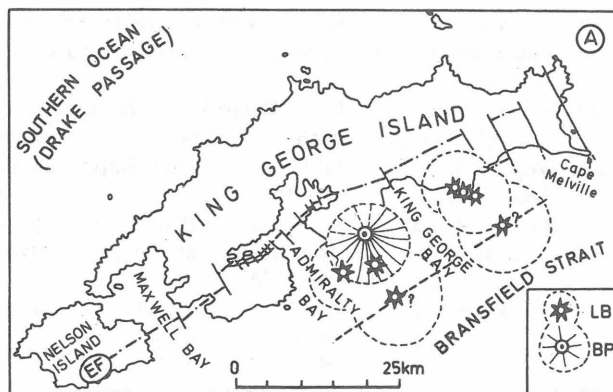 A
SOUTHERN OCEAN
(DRAKE PASSAGE)
KING GEORGE ISLAND
Cape
Melville
KING GEORGE
BAY
ADMIRALTY
BAY
MAXWELL BAY
NELSON
ISLAND
EF
BRANSFIELD STRAIT
?
?
LB
BP
0 25km